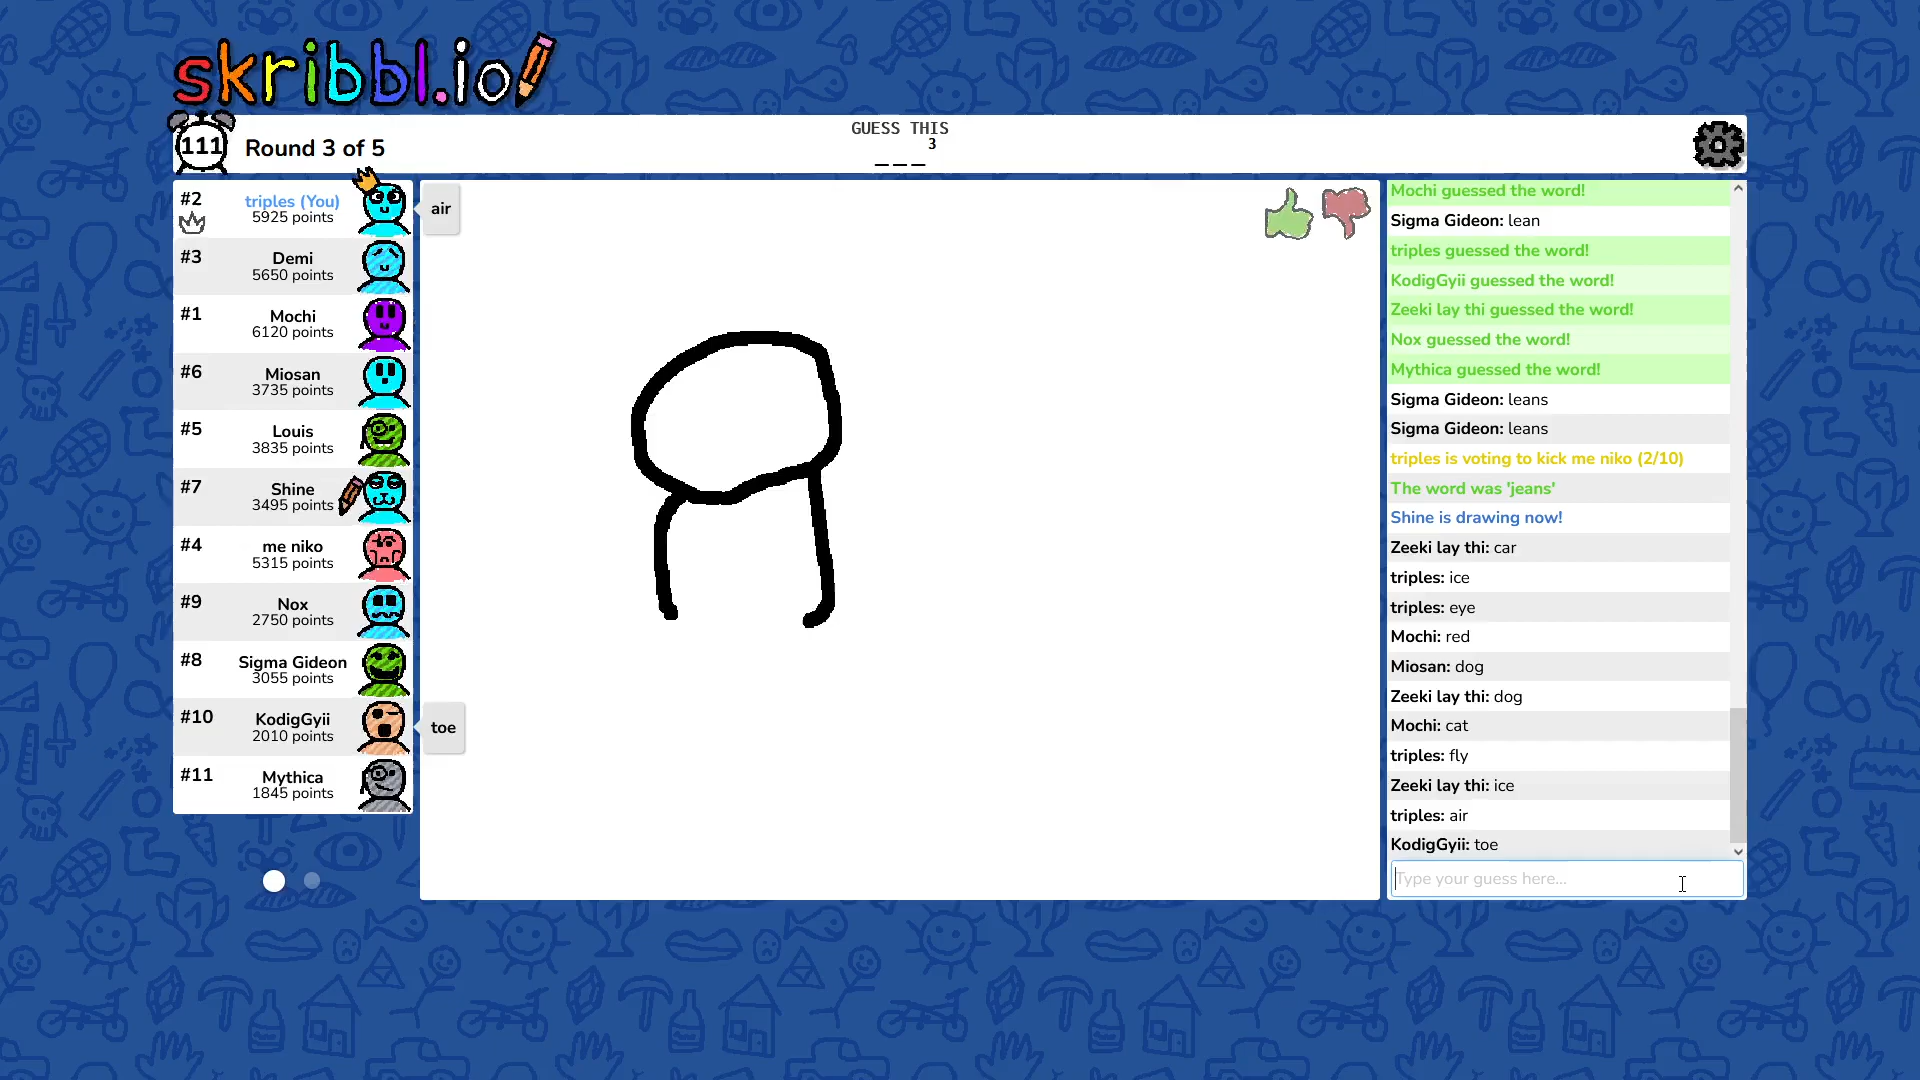 skribbl.io
111
Round 3 of 5
GUESS THIS
___ 3
#2
triples (You)
5925 points
air
#3
Demi
5650 points
#1
Mochi
6120 points
#6
Miosan
3735 points
#5
Louis
3835 points
#7
Shine
3495 points
#4
me niko
5315 points
#9
Nox
2750 points
#8
Sigma Gideon
3055 points
#10
KodigGyii
2010 points
toe
#11
Mythica
1845 points
Mochi guessed the word!
Sigma Gideon: lean
triples guessed the word!
KodigGyii guessed the word!
Zeeki lay thi guessed the word!
Nox guessed the word!
Mythica guessed the word!
Sigma Gideon: leans
Sigma Gideon: leans
triples is voting to kick me niko (2/10)
The word was 'jeans'
Shine is drawing now!
Zeeki lay thi: car
triples: ice
triples: eye
Mochi: red
Miosan: dog
Zeeki lay thi: dog
Mochi: cat
triples: fly
Zeeki lay thi: ice
triples: air
KodigGyii: toe
Type your guess here...